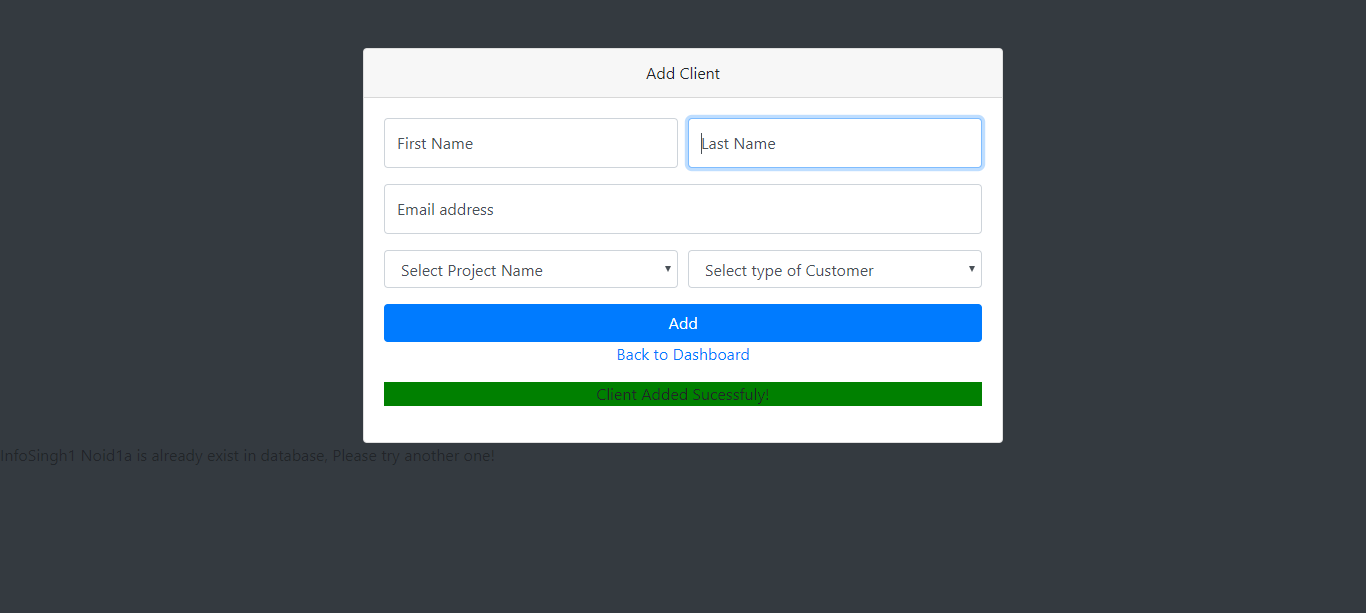 Add Client
First Name Last Name
Email address
Select Project Name Select type of Customer
Add
Back to Dashboard
Client Added Sucessfuly!
InfoSingh1 Noid1a is already exist in database, Please try another one!